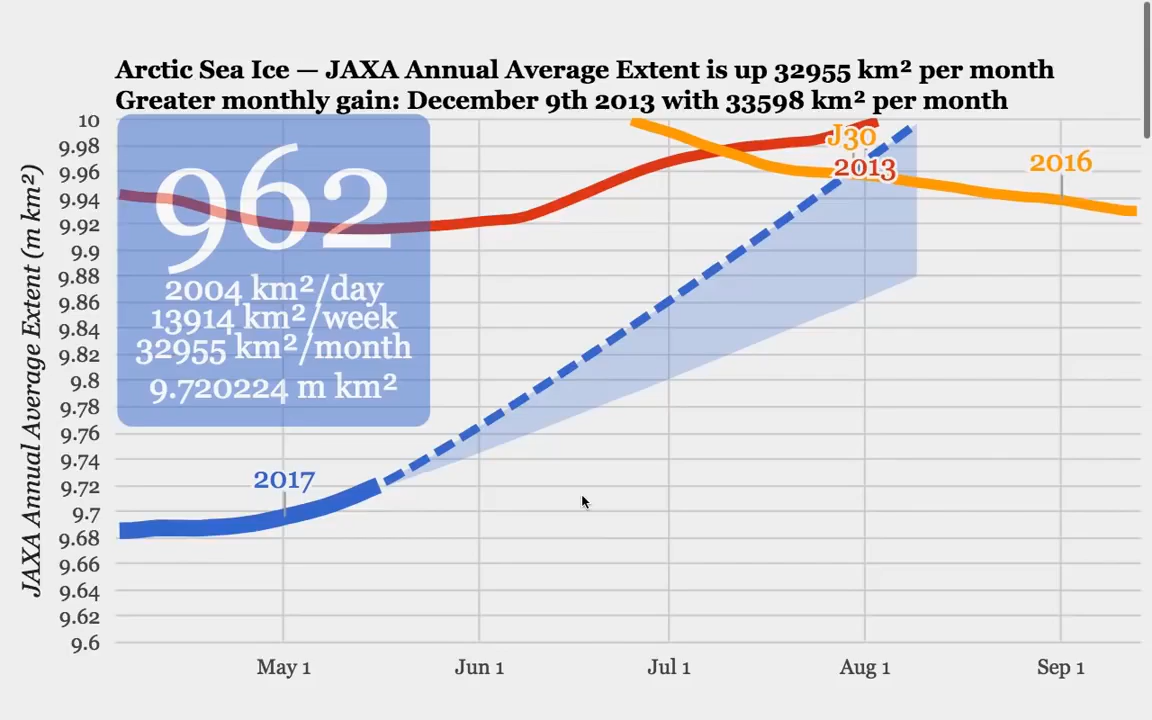 Arctic Sea Ice — JAXA Annual Average Extent is up 32955 km² per month
Greater monthly gain: December 9th 2013 with 33598 km² per month
JAXA Annual Average Extent (m km²)
10
9.98
9.96
9.94
9.92
9.9
9.88
9.86
9.84
9.82
9.8
9.78
9.76
9.74
9.72
9.7
9.68
9.66
9.64
9.62
9.6
962
2004 km²/day
13914 km²/week
32955 km²/month
9.720224 m km²
J30
2013
2016
2017
May 1
Jun 1
Jul 1
Aug 1
Sep 1